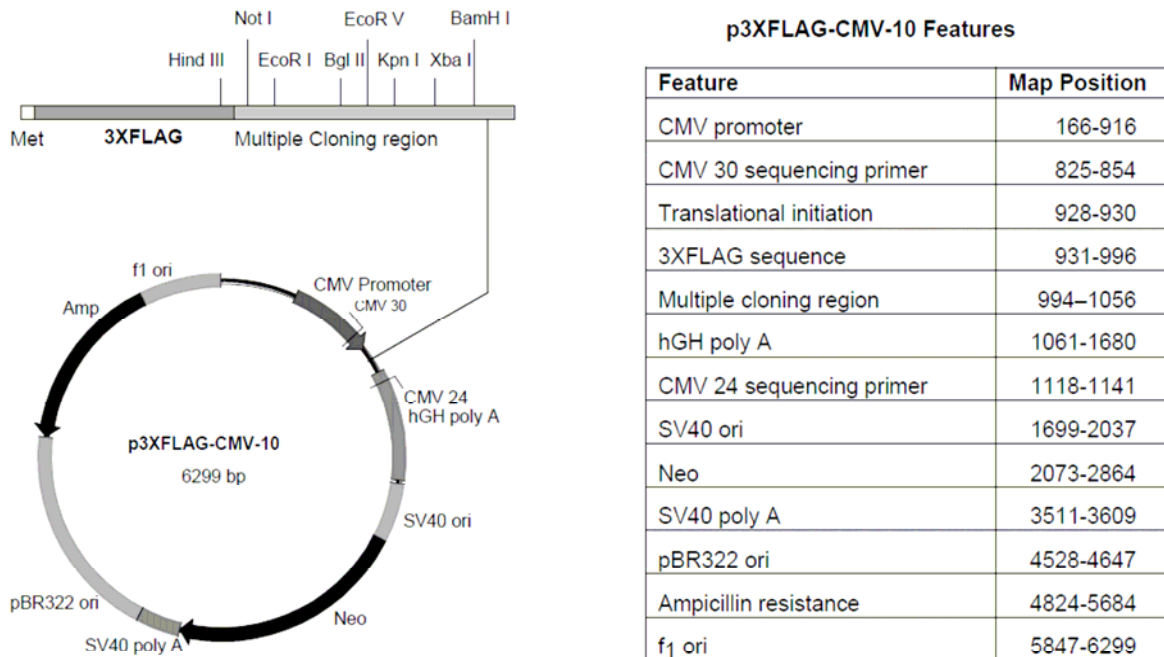 Not I
EcoR V
BamH I
Hind III
EcoR I
Bgl II
Kpn I
Xba I
Met
3XFLAG
Multiple Cloning region
f1 ori
CMV Promoter
CMV 30
Amp
CMV 24
hGH poly A
p3XFLAG-CMV-10
6299 bp
SV40 ori
pBR322 ori
Neo
SV40 poly A
p3XFLAG-CMV-10 Features
Feature Map Position
CMV promoter 166-916
CMV 30 sequencing primer 825-854
Translational initiation 928-930
3XFLAG sequence 931-996
Multiple cloning region 994–1056
hGH poly A 1061-1680
CMV 24 sequencing primer 1118-1141
SV40 ori 1699-2037
Neo 2073-2864
SV40 poly A 3511-3609
pBR322 ori 4528-4647
Ampicillin resistance 4824-5684
f1 ori 5847-6299